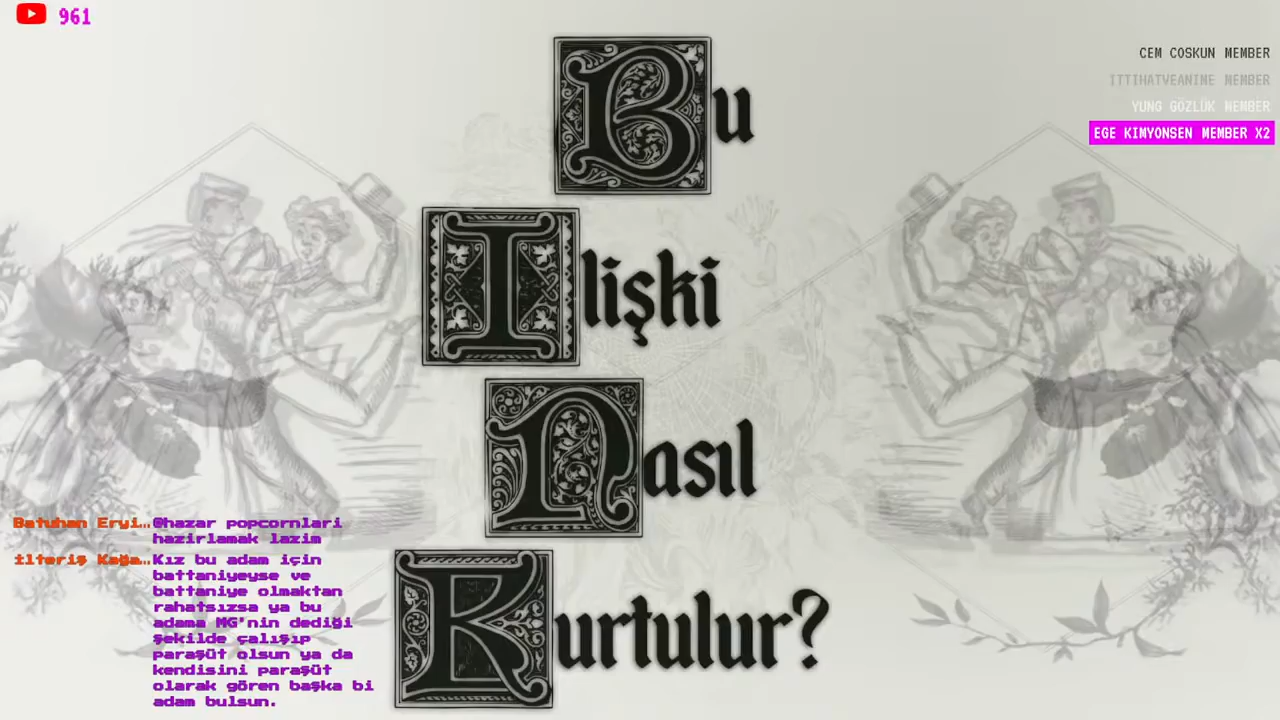 961
Bu
İlişki
Nasıl
Kurtulur?
CEM COSKUN MEMBER
ITTIHATVEANIME MEMBER
YUNG GÖZLÜK MEMBER
EGE KIMYONSEN MEMBER X2
Batuhan Eryi… @hazar popcornlari
hazirlamak lazim
İlteriş Kağa… Kız bu adam için
battaniyeyse ve
battaniye olmaktan
rahatsızsa ya bu
adama MG'nin dediği
şekilde çalışıp
paraşüt olsun ya da
kendisini paraşüt
olarak gören başka bi
adam bulsun.